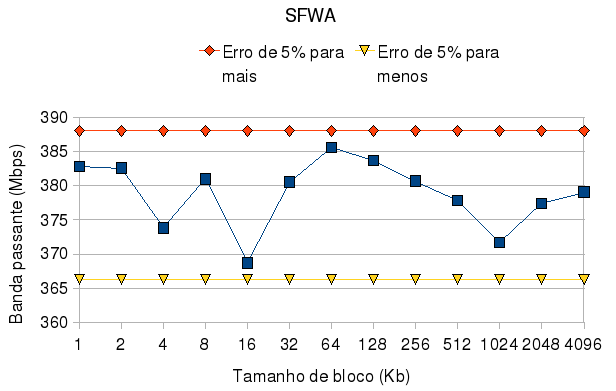 SFWA
Erro de 5% para mais
Erro de 5% para menos
Banda passante (Mbps)
390
385
380
375
370
365
360
1 2 4 8 16 32 64 128 256 512 1024 2048 4096
Tamanho de bloco (Kb)